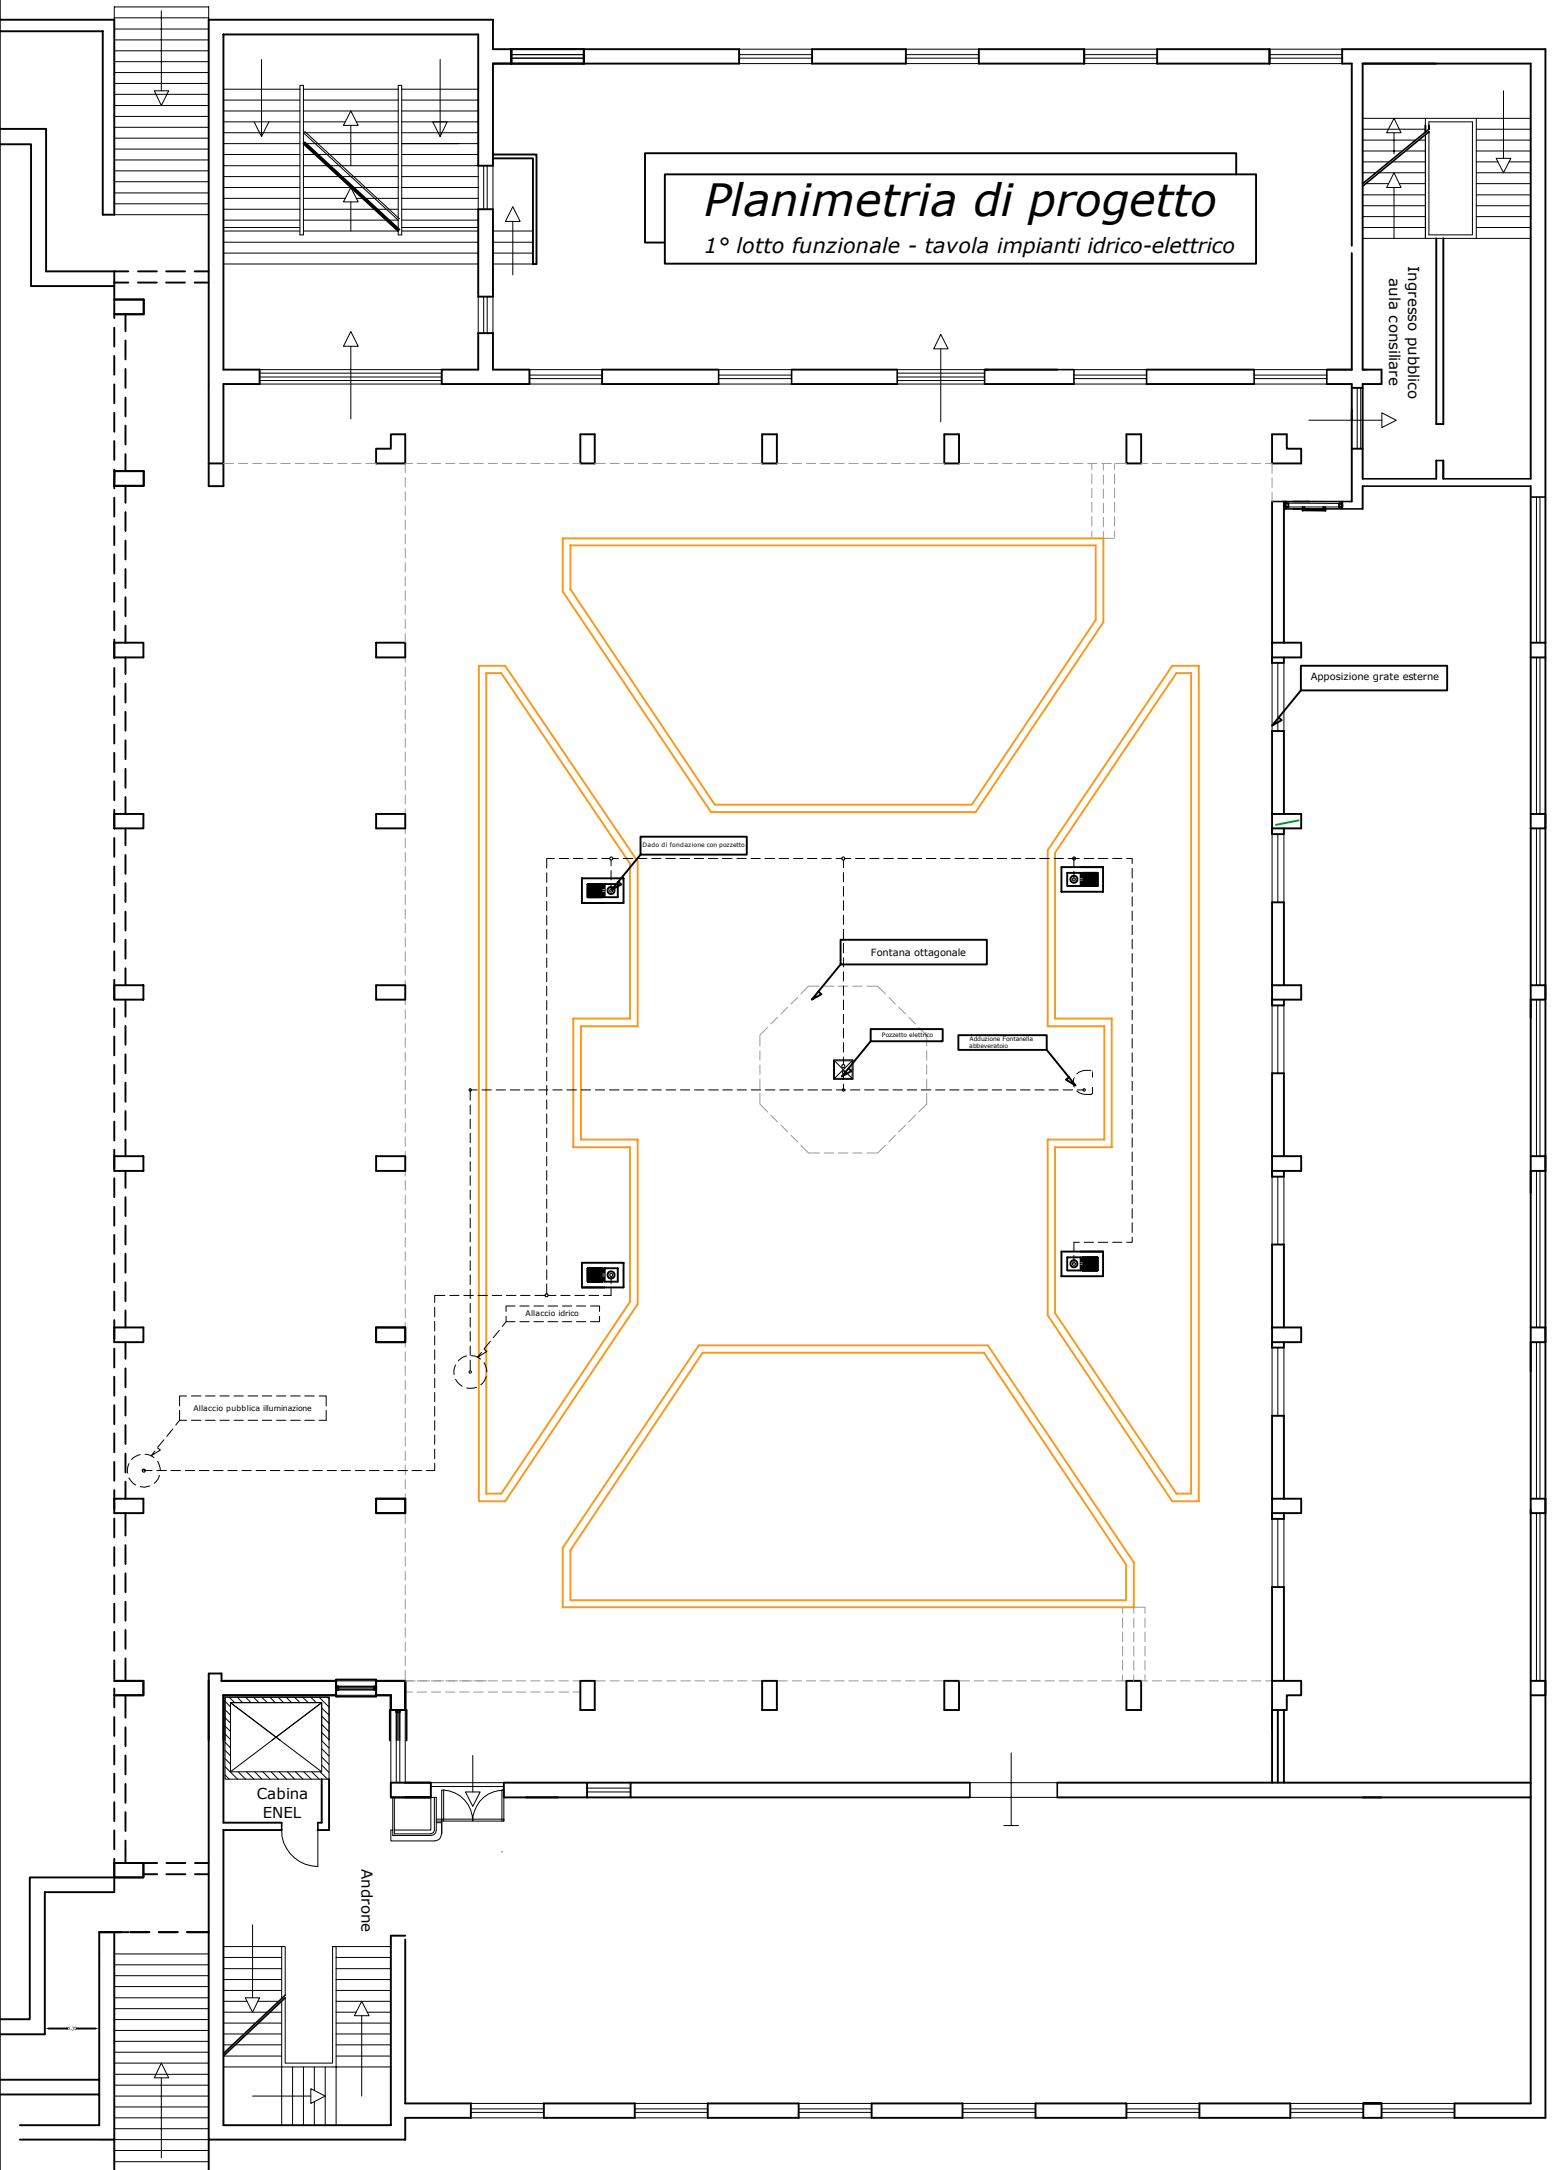 Planimetria di progetto
1° lotto funzionale - tavola impianti idrico-elettrico
Ingresso pubblico
aula consiliare
Apposizione grate esterne
Dado di fondazione con pozzetto
Fontana ottagonale
Pozzetto elettrico
Adduzione Fontanella
abbeveratoio
Allaccio idrico
Allaccio pubblica illuminazione
Cabina
ENEL
Androne